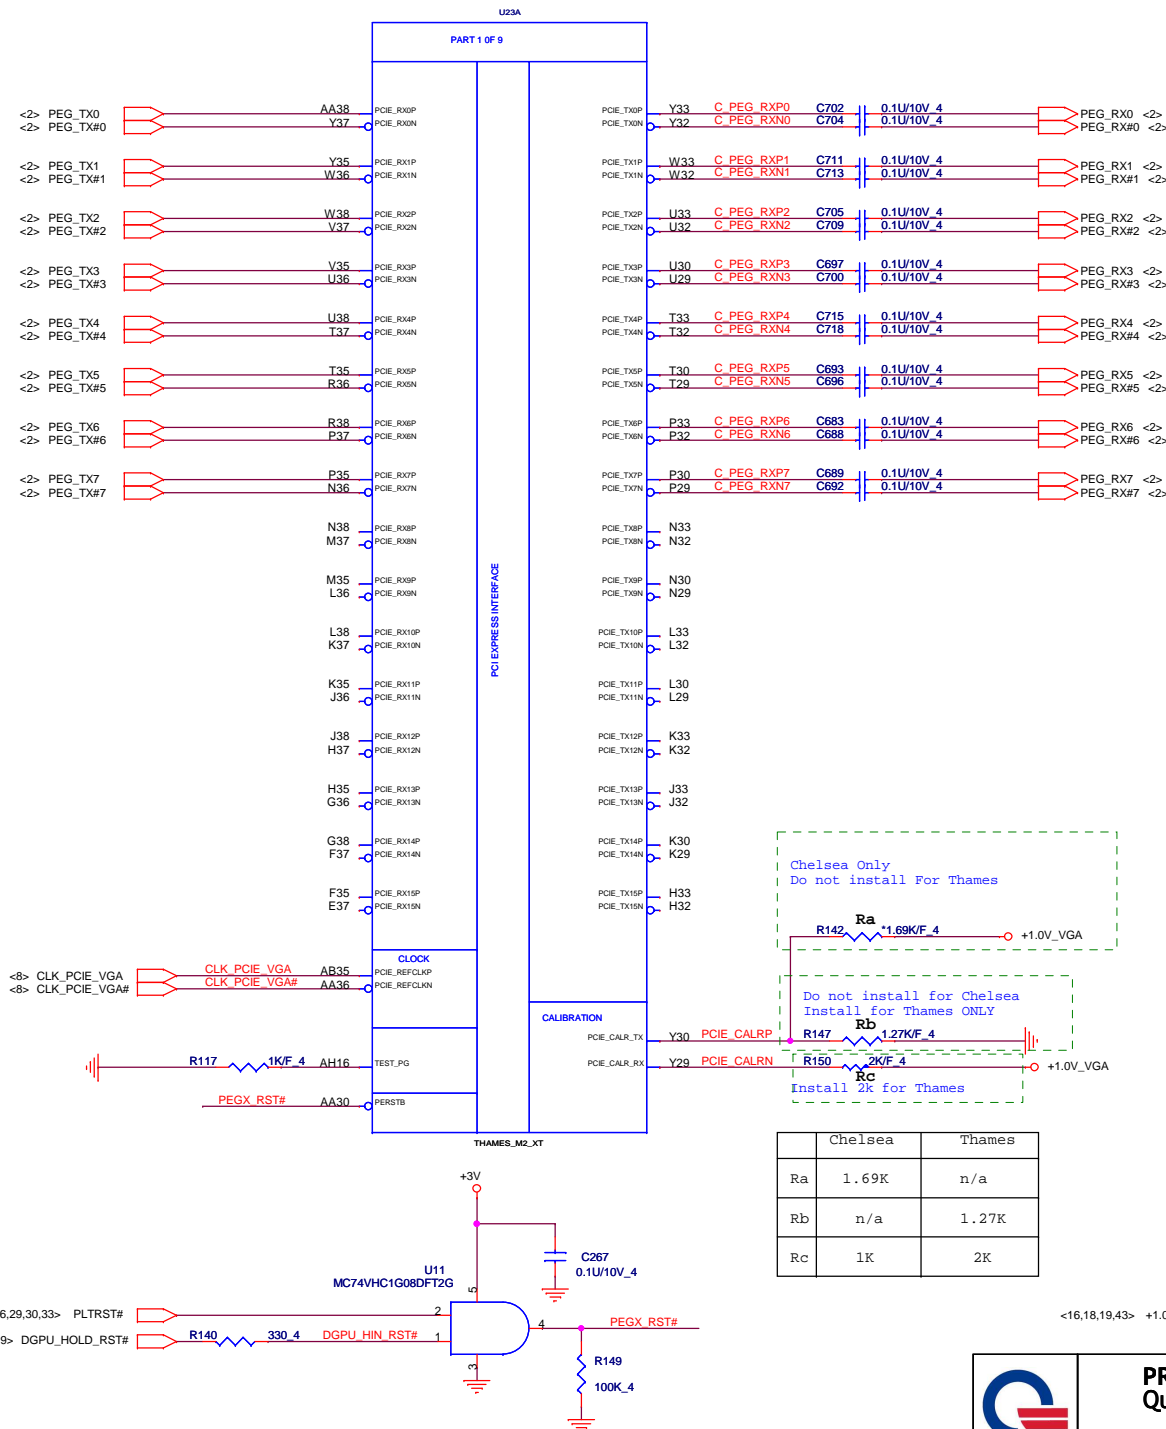 U23A
PART 1 0F 9
<2> PEG_TX0 AA38 PCIE_RX0P PCIE_TX0P Y33 C_PEG_RXP0 C702 0.1U/10V_4 PEG_RX0 <2>
<2> PEG_TX#0 Y37 PCIE_RX0N PCIE_TX0N Y32 C_PEG_RXN0 C704 0.1U/10V_4 PEG_RX#0 <2>
<2> PEG_TX1 Y35 PCIE_RX1P PCIE_TX1P W33 C_PEG_RXP1 C711 0.1U/10V_4 PEG_RX1 <2>
<2> PEG_TX#1 W36 PCIE_RX1N PCIE_TX1N W32 C_PEG_RXN1 C713 0.1U/10V_4 PEG_RX#1 <2>
<2> PEG_TX2 W38 PCIE_RX2P PCIE_TX2P U33 C_PEG_RXP2 C705 0.1U/10V_4 PEG_RX2 <2>
<2> PEG_TX#2 V37 PCIE_RX2N PCIE_TX2N U32 C_PEG_RXN2 C709 0.1U/10V_4 PEG_RX#2 <2>
<2> PEG_TX3 V35 PCIE_RX3P PCIE_TX3P U30 C_PEG_RXP3 C697 0.1U/10V_4 PEG_RX3 <2>
<2> PEG_TX#3 U36 PCIE_RX3N PCIE_TX3N U29 C_PEG_RXN3 C700 0.1U/10V_4 PEG_RX#3 <2>
<2> PEG_TX4 U38 PCIE_RX4P PCIE_TX4P T33 C_PEG_RXP4 C715 0.1U/10V_4 PEG_RX4 <2>
<2> PEG_TX#4 T37 PCIE_RX4N PCIE_TX4N T32 C_PEG_RXN4 C718 0.1U/10V_4 PEG_RX#4 <2>
<2> PEG_TX5 T35 PCIE_RX5P PCIE_TX5P T30 C_PEG_RXP5 C693 0.1U/10V_4 PEG_RX5 <2>
<2> PEG_TX#5 R36 PCIE_RX5N PCIE_TX5N T29 C_PEG_RXN5 C696 0.1U/10V_4 PEG_RX#5 <2>
<2> PEG_TX6 R38 PCIE_RX6P PCIE_TX6P P33 C_PEG_RXP6 C683 0.1U/10V_4 PEG_RX6 <2>
<2> PEG_TX#6 P37 PCIE_RX6N PCIE_TX6N P32 C_PEG_RXN6 C688 0.1U/10V_4 PEG_RX#6 <2>
<2> PEG_TX7 P35 PCIE_RX7P PCIE_TX7P P30 C_PEG_RXP7 C689 0.1U/10V_4 PEG_RX7 <2>
<2> PEG_TX#7 N36 PCIE_RX7N PCIE_TX7N P29 C_PEG_RXN7 C692 0.1U/10V_4 PEG_RX#7 <2>
N38 PCIE_RX8P PCIE_TX8P N33
M37 PCIE_RX8N PCIE_TX8N N32
M35 PCIE_RX9P PCIE_TX9P N30
L36 PCIE_RX9N PCIE_TX9N N29
PCI EXPRESS INTERFACE
L38 PCIE_RX10P PCIE_TX10P L33
K37 PCIE_RX10N PCIE_TX10N L32
K35 PCIE_RX11P PCIE_TX11P L30
J36 PCIE_RX11N PCIE_TX11N L29
J38 PCIE_RX12P PCIE_TX12P K33
H37 PCIE_RX12N PCIE_TX12N K32
H35 PCIE_RX13P PCIE_TX13P J33
G36 PCIE_RX13N PCIE_TX13N J32
G38 PCIE_RX14P PCIE_TX14P K30
F37 PCIE_RX14N PCIE_TX14N K29
F35 PCIE_RX15P PCIE_TX15P H33
E37 PCIE_RX15N PCIE_TX15N H32
Chelsea Only
Do not install For Thames
Ra
R142 *1.69K/F_4 +1.0V_VGA
CLOCK
<8> CLK_PCIE_VGA CLK_PCIE_VGA AB35 PCIE_REFCLKP
<8> CLK_PCIE_VGA# CLK_PCIE_VGA# AA36 PCIE_REFCLKN
Do not install for Chelsea
Install for Thames ONLY
CALIBRATION
Rb
PCIE_CALR_TX Y30 PCIE_CALRP R147 1.27K/F_4
R117 1K/F_4 AH16 TEST_PG PCIE_CALR_RX Y29 PCIE_CALRN R150 2K/F_4 +1.0V_VGA
Rc
Install 2k for Thames
PEGX_RST# AA30 PERSTB
THAMES_M2_XT
Chelsea Thames
Ra 1.69K n/a
Rb n/a 1.27K
Rc 1K 2K
+3V
C267
0.1U/10V_4
U11
MC74VHC1G08DFT2G
5
6,29,30,33> PLTRST# 2
9> DGPU_HOLD_RST# R140 330_4 DGPU_HIN_RST# 1
4 PEGX_RST#
3
R149
100K_4
<16,18,19,43> +1.0
PR
Qu